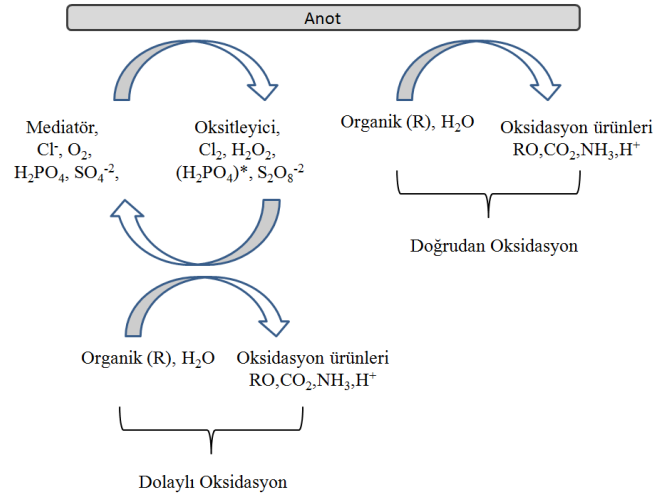 Anot
Mediatör,
Cl⁻, O₂,
H₂PO₄, SO₄⁻²,
Oksitleyici,
Cl₂, H₂O₂,
(H₂PO₄)*, S₂O₈⁻²
Organik (R), H₂O
Oksidasyon ürünleri
RO,CO₂,NH₃,H⁺
Doğrudan Oksidasyon
Organik (R), H₂O
Oksidasyon ürünleri
RO,CO₂,NH₃,H⁺
Dolaylı Oksidasyon